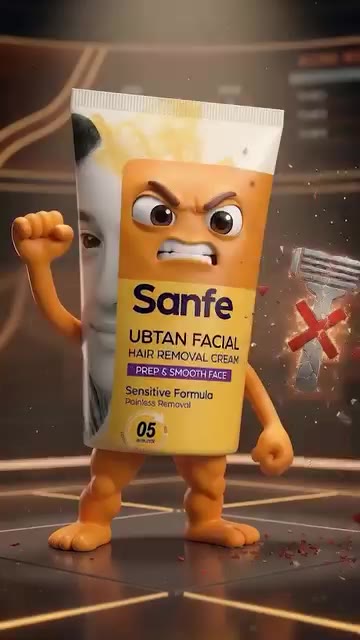 Sanfe
UBTAN FACIAL
HAIR REMOVAL CREAM
PREP & SMOOTH FACE
Sensitive Formula
Painless Removal
05